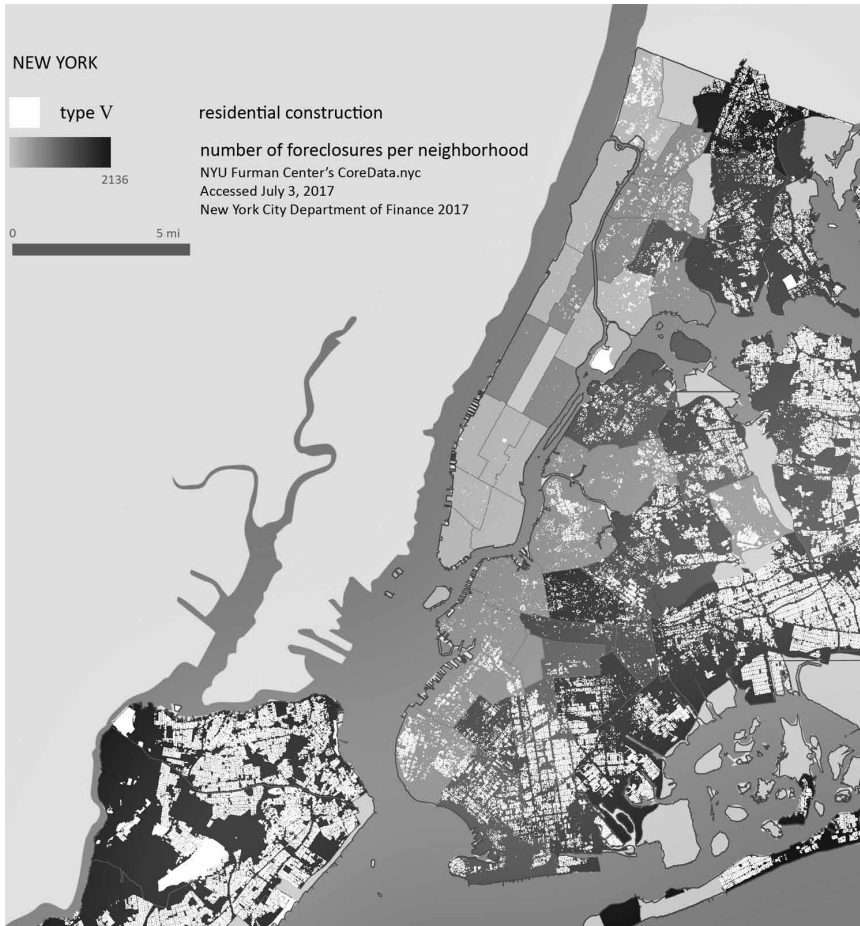 NEW YORK
type V
residential construction
number of foreclosures per neighborhood
2136
NYU Furman Center's CoreData.nyc
Accessed July 3, 2017
New York City Department of Finance 2017
0 5 mi